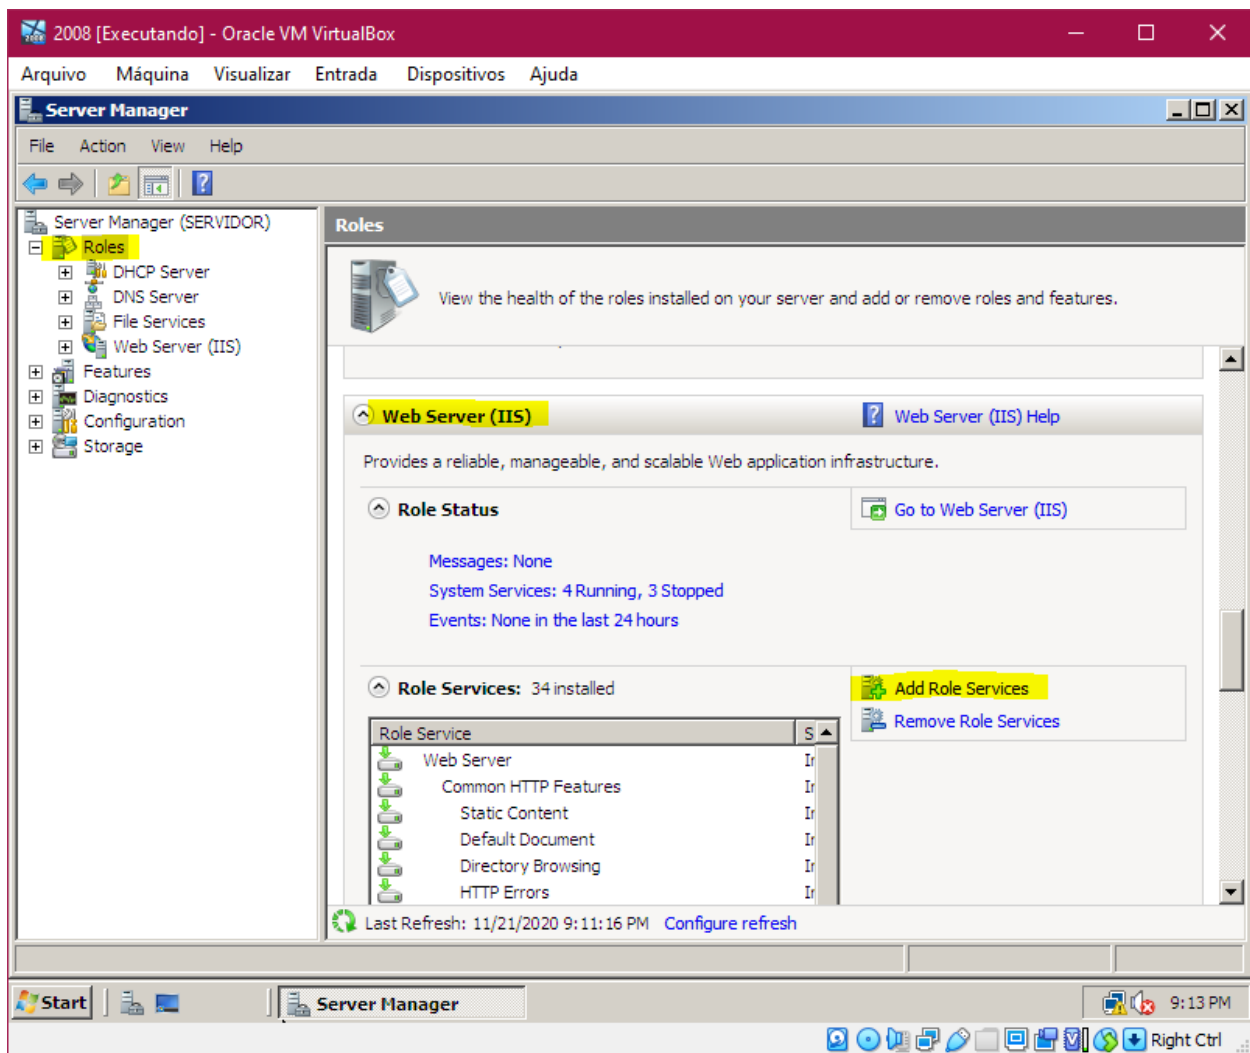 2008 [Executando] - Oracle VM VirtualBox
Arquivo Máquina Visualizar Entrada Dispositivos Ajuda
Server Manager
File Action View Help
Server Manager (SERVIDOR)
Roles
DHCP Server
DNS Server
File Services
Web Server (IIS)
Features
Diagnostics
Configuration
Storage
Roles
View the health of the roles installed on your server and add or remove roles and features.
Web Server (IIS)
Web Server (IIS) Help
Provides a reliable, manageable, and scalable Web application infrastructure.
Role Status
Go to Web Server (IIS)
Messages: None
System Services: 4 Running, 3 Stopped
Events: None in the last 24 hours
Role Services: 34 installed
Add Role Services
Remove Role Services
Role Service S
Web Server
Common HTTP Features
Static Content
Default Document
Directory Browsing
HTTP Errors
Last Refresh: 11/21/2020 9:11:16 PM Configure refresh
Start
Server Manager
9:13 PM
Right Ctrl